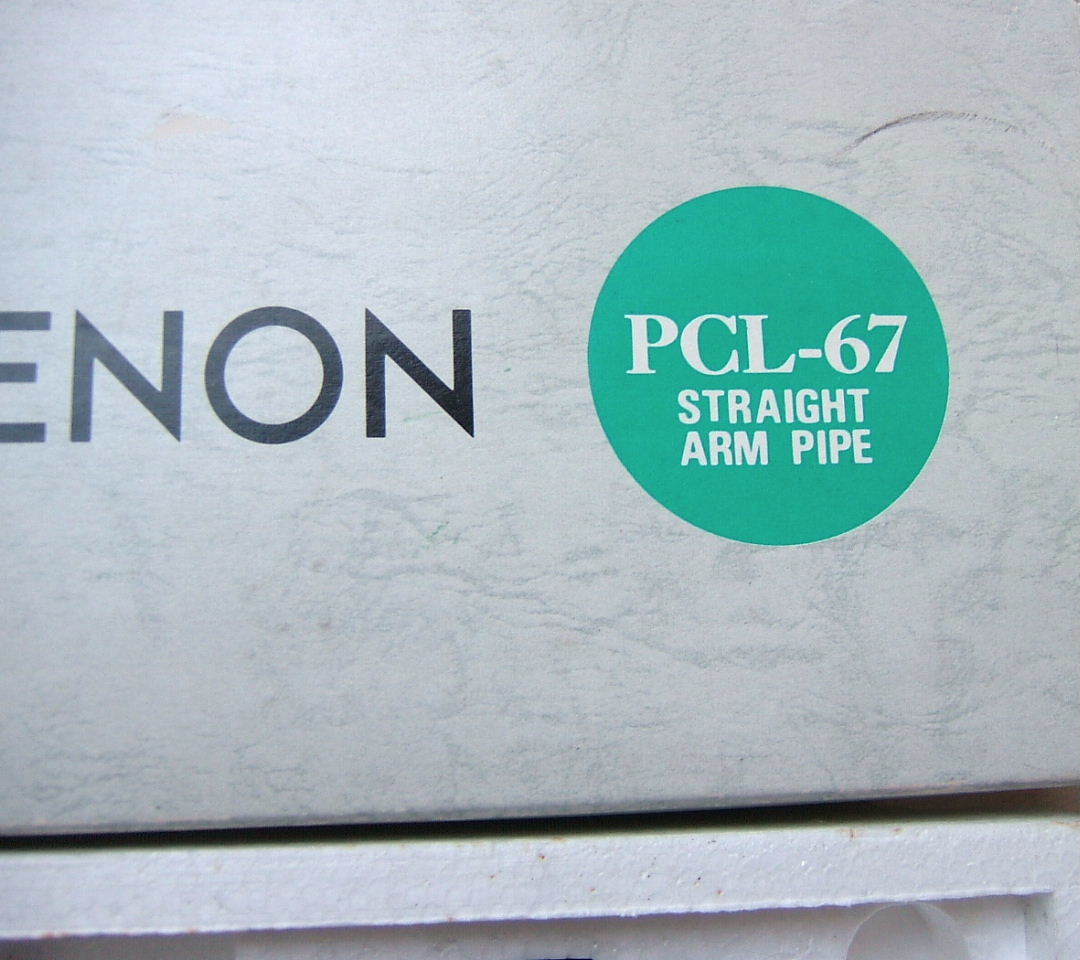 ENON
PCL-67
STRAIGHT
ARM PIPE